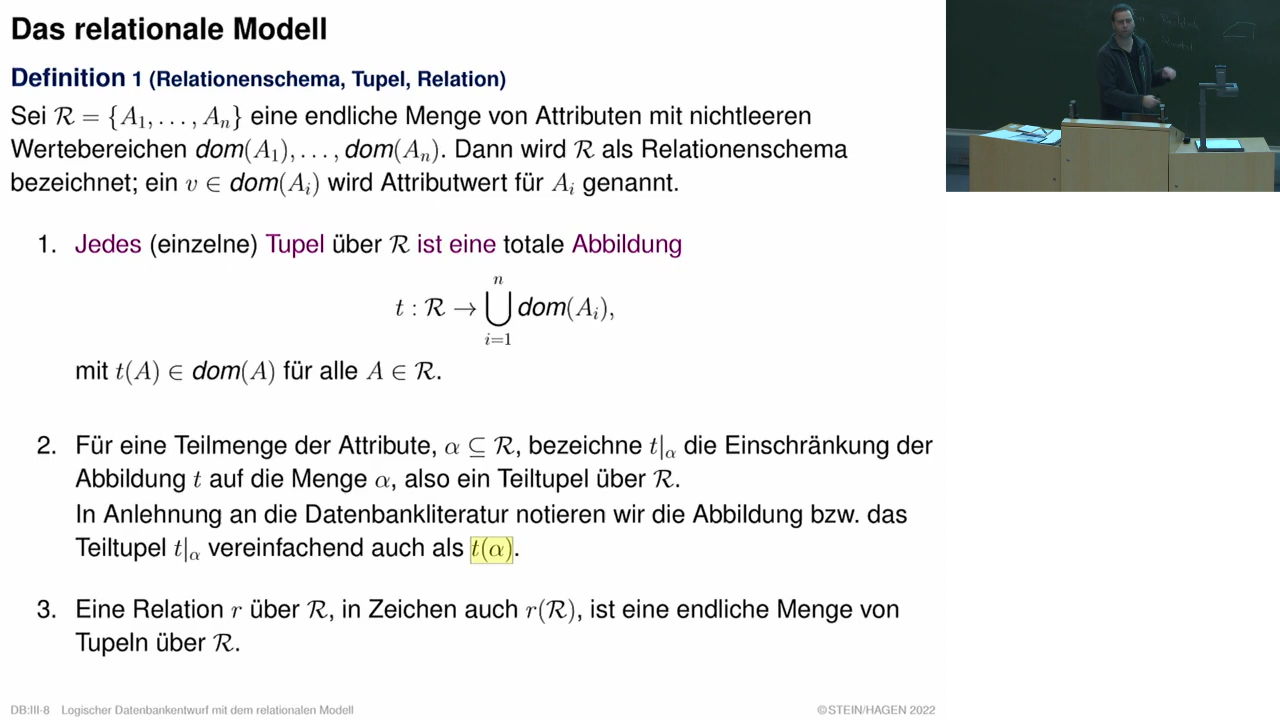 Das relationale Modell
Definition 1 (Relationenschema, Tupel, Relation)
Sei ℛ = {A₁, . . . , Aₙ} eine endliche Menge von Attributen mit nichtleeren
Wertebereichen dom(A₁), . . . , dom(Aₙ). Dann wird ℛ als Relationenschema
bezeichnet; ein v ∈ dom(Aᵢ) wird Attributwert für Aᵢ genannt.
1. Jedes (einzelne) Tupel über ℛ ist eine totale Abbildung
t : ℛ → ⋃ᵢ₌₁ⁿ dom(Aᵢ),
mit t(A) ∈ dom(A) für alle A ∈ ℛ.
2. Für eine Teilmenge der Attribute, α ⊆ ℛ, bezeichne t|α die Einschränkung der
Abbildung t auf die Menge α, also ein Teiltupel über ℛ.
In Anlehnung an die Datenbankliteratur notieren wir die Abbildung bzw. das
Teiltupel t|α vereinfachend auch als t(α).
3. Eine Relation r über ℛ, in Zeichen auch r(ℛ), ist eine endliche Menge von
Tupeln über ℛ.
DB:III-8 Logischer Datenbankentwurf mit dem relationalen Modell
©STEIN/HAGEN 2022